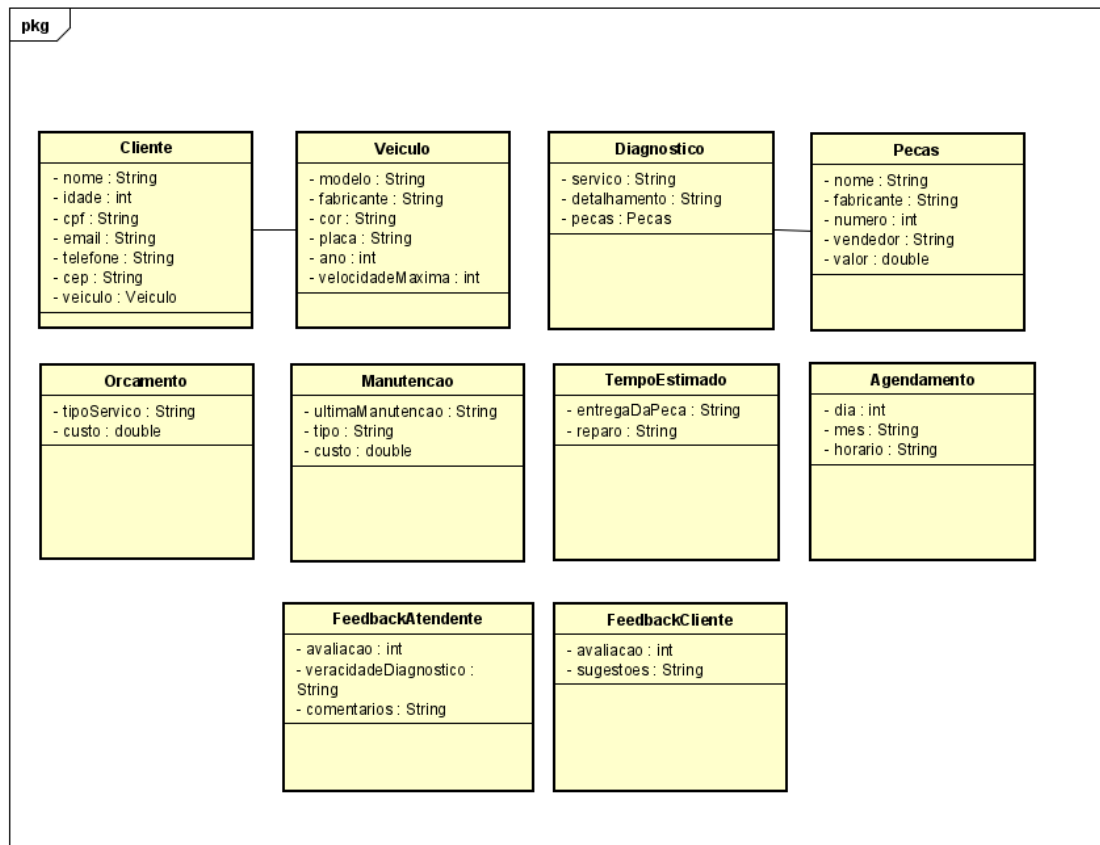 pkg
Cliente
- nome : String
- idade : int
- cpf : String
- email : String
- telefone : String
- cep : String
- veiculo : Veiculo
Veiculo
- modelo : String
- fabricante : String
- cor : String
- placa : String
- ano : int
- velocidadeMaxima : int
Diagnostico
- servico : String
- detalhamento : String
- pecas : Pecas
Pecas
- nome : String
- fabricante : String
- numero : int
- vendedor : String
- valor : double
Orcamento
- tipoServico : String
- custo : double
Manutencao
- ultimaManutencao : String
- tipo : String
- custo : double
TempoEstimado
- entregaDaPeca : String
- reparo : String
Agendamento
- dia : int
- mes : String
- horario : String
FeedbackAtendente
- avaliacao : int
- veracidadeDiagnostico :
String
- comentarios : String
FeedbackCliente
- avaliacao : int
- sugestoes : String